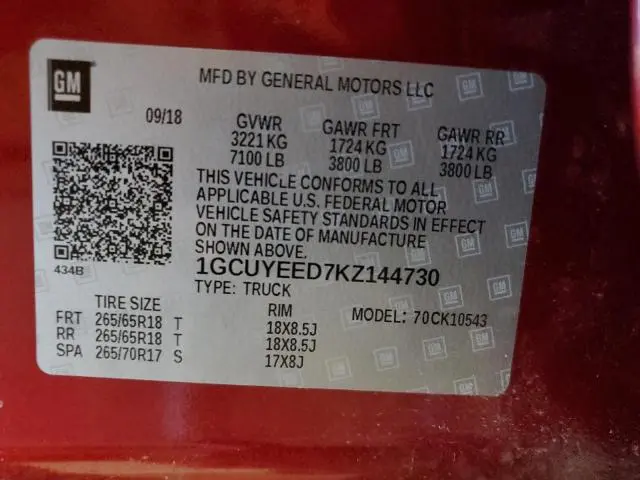 GM
MFD BY GENERAL MOTORS LLC
09/18
GVWR GAWR FRT GAWR RR
3221 KG 1724 KG 1724 KG
7100 LB 3800 LB 3800 LB
THIS VEHICLE CONFORMS TO ALL
APPLICABLE U.S. FEDERAL MOTOR
VEHICLE SAFETY STANDARDS IN EFFECT
ON THE DATE OF MANUFACTURE
SHOWN ABOVE.
434B
1GCUYEED7KZ144730
TYPE: TRUCK
TIRE SIZE RIM MODEL: 70CK10543
FRT 265/65R18 T 18X8.5J
RR 265/65R18 T 18X8.5J
SPA 265/70R17 S 17X8J